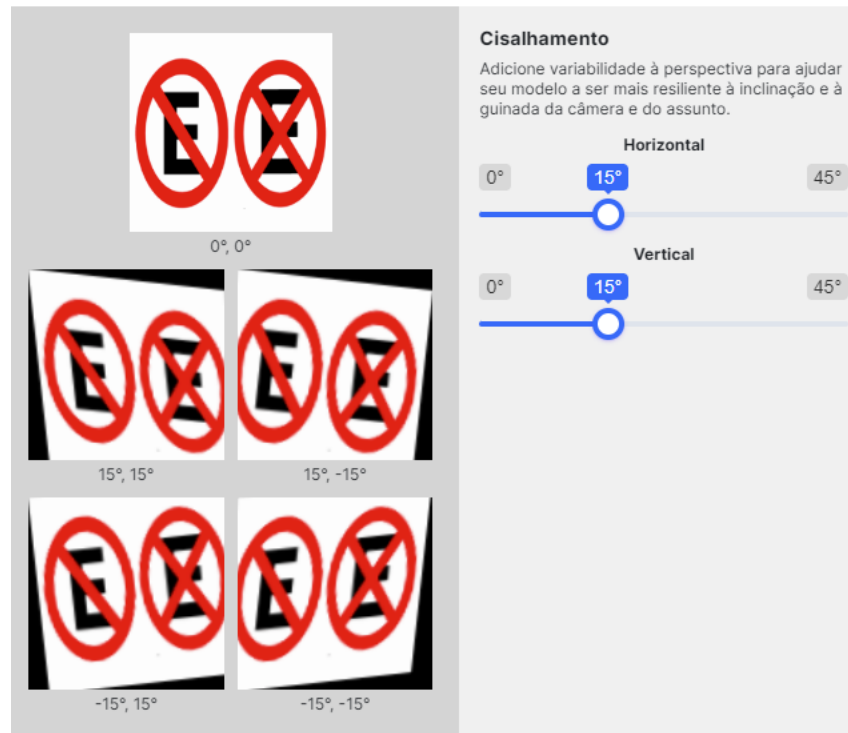 E E
0°, 0°
E E
E E
15°, 15°
15°, -15°
E E
E E
-15°, 15°
-15°, -15°
Cisalhamento
Adicione variabilidade à perspectiva para ajudar
seu modelo a ser mais resiliente à inclinação e à
guinada da câmera e do assunto.
Horizontal
0°
15°
45°
Vertical
0°
15°
45°